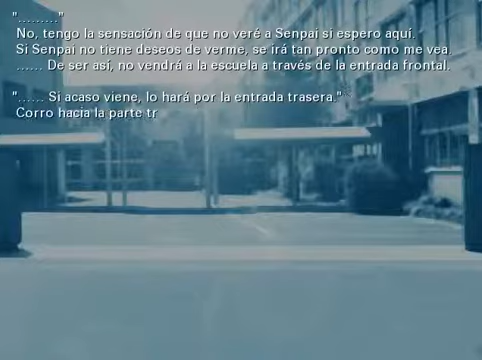 "………"
No, tengo la sensación de que no veré a Senpai si espero aquí.
Si Senpai no tiene deseos de verme, se irá tan pronto como me vea.
…… De ser así, no vendrá a la escuela a través de la entrada frontal.
"…… Si acaso viene, lo hará por la entrada trasera."
Corro hacia la parte tr